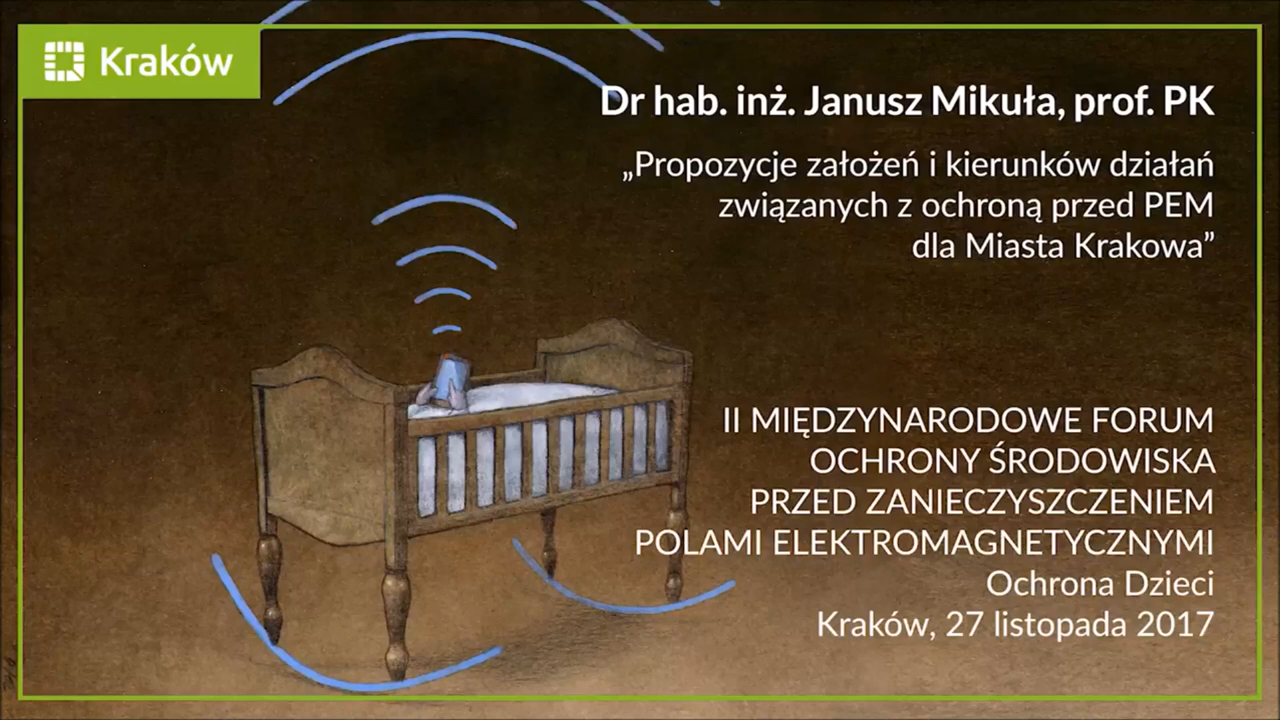 Kraków
Dr hab. inż. Janusz Mikuła, prof. PK
„Propozycje założeń i kierunków działań
związanych z ochroną przed PEM
dla Miasta Krakowa”
II MIĘDZYNARODOWE FORUM
OCHRONY ŚRODOWISKA
PRZED ZANIECZYSZCZENIEM
POLAMI ELEKTROMAGNETYCZNYMI
Ochrona Dzieci
Kraków, 27 listopada 2017